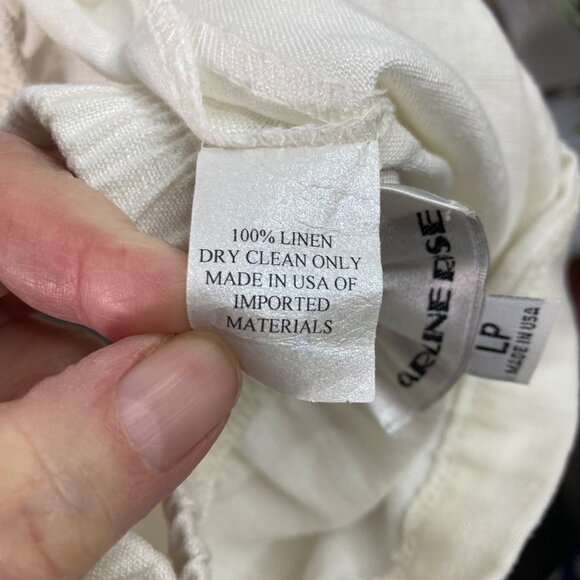 100% LINEN
DRY CLEAN ONLY
MADE IN USA OF
IMPORTED
MATERIALS
LP
MADE IN USA